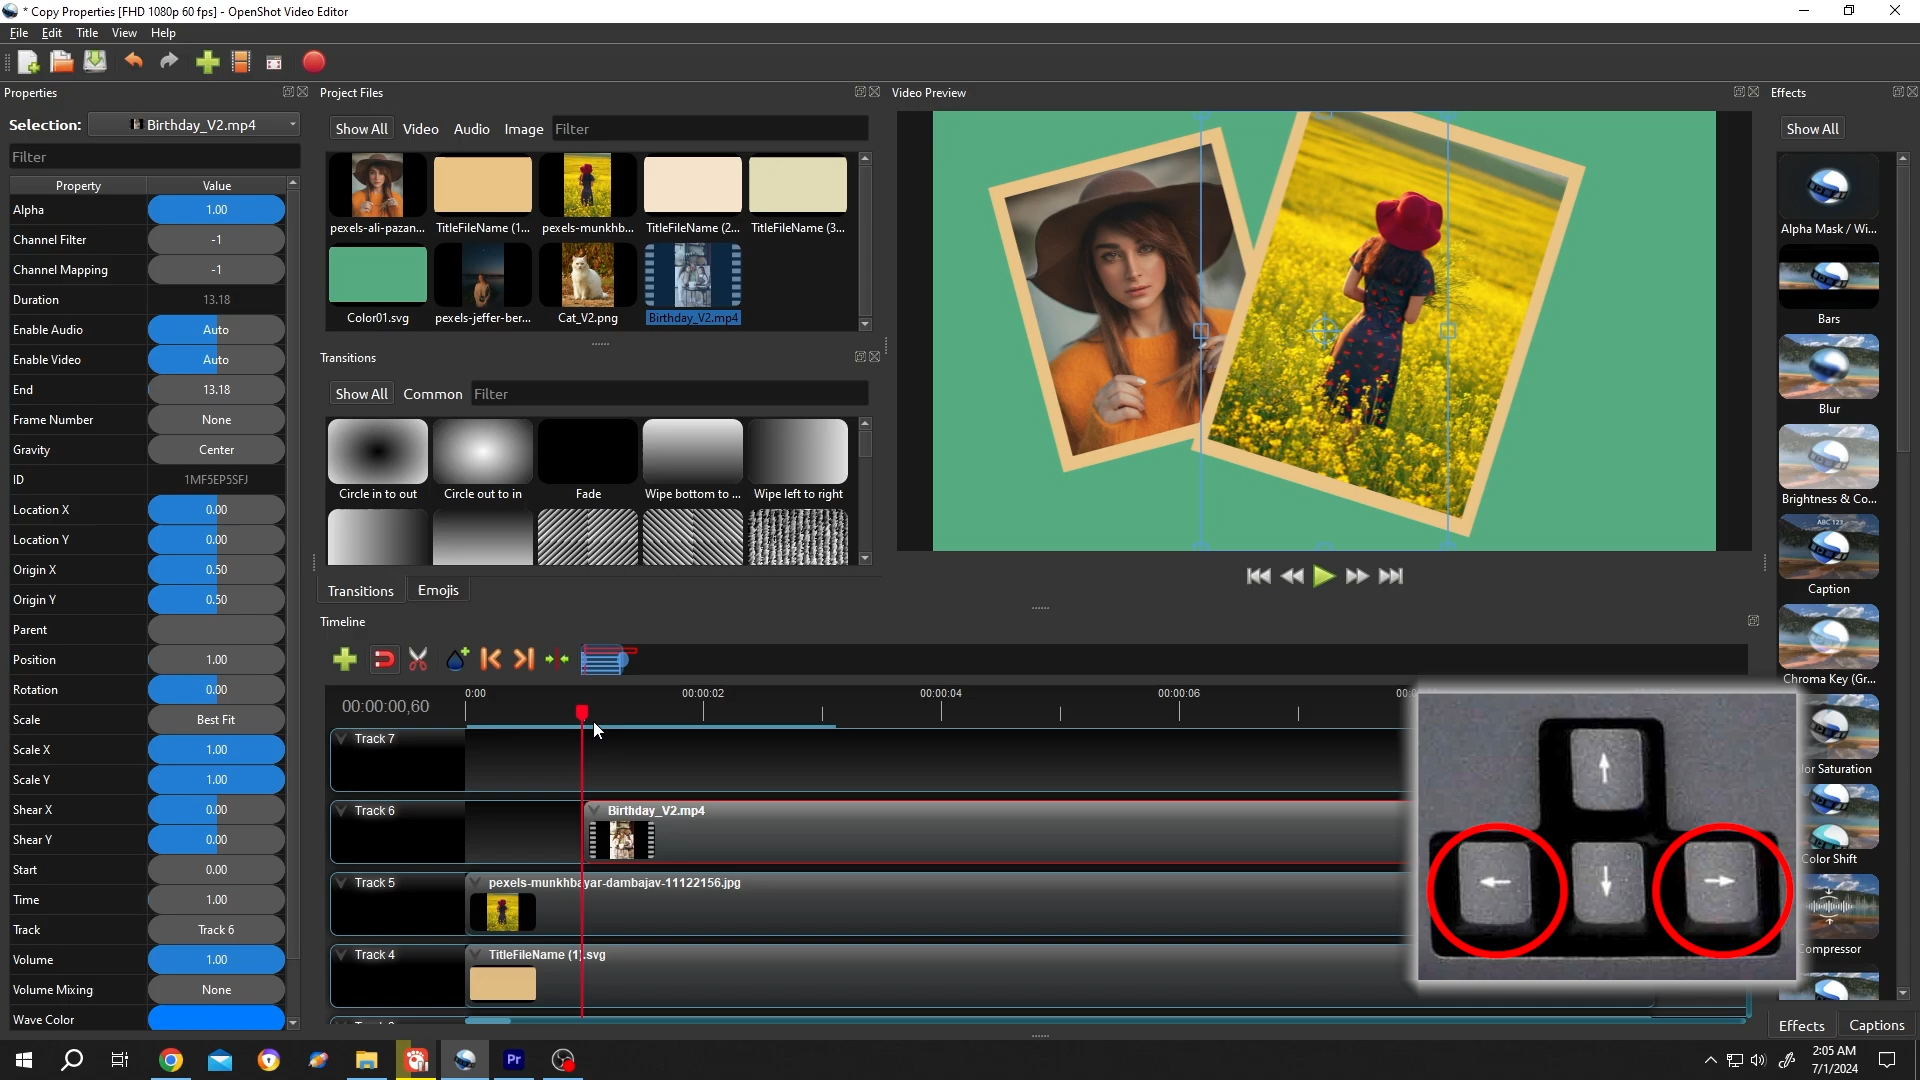 * Copy Properties [FHD 1080p 60 fps] - OpenShot Video Editor
File Edit Title View Help
Properties
Project Files
Video Preview
Effects
Selection: Birthday_V2.mp4
Filter
Property Value
Alpha 1.00
Channel Filter -1
Channel Mapping -1
Duration 13.18
Enable Audio Auto
Enable Video Auto
End 13.18
Frame Number None
Gravity Center
ID 1MF5EP5SFJ
Location X 0.00
Location Y 0.00
Origin X 0.50
Origin Y 0.50
Parent
Position 1.00
Rotation 0.00
Scale Best Fit
Scale X 1.00
Scale Y 1.00
Shear X 0.00
Shear Y 0.00
Start 0.00
Time 1.00
Track Track 6
Volume 1.00
Volume Mixing None
Wave Color
Show All Video Audio Image Filter
pexels-ali-pazan... TitleFileName (1... pexels-munkhb... TitleFileName (2... TitleFileName (3...
Color01.svg pexels-jeffer-ber... Cat_V2.png Birthday_V2.mp4
Transitions
Show All Common Filter
Circle in to out Circle out to in Fade Wipe bottom to ... Wipe left to right
Transitions Emojis
Timeline
00:00:00,60
0:00 00:00:02 00:00:04 00:00:06
Track 7
Track 6 Birthday_V2.mp4
Track 5 pexels-munkhbayar-dambajav-11122156.jpg
Track 4 TitleFileName (1).svg
Show All
Alpha Mask / Wi...
Bars
Blur
Brightness & Co...
ABC 123
Caption
Chroma Key (Gr...
lor Saturation
Color Shift
ompressor
Effects Captions
Pr
2:05 AM
7/1/2024